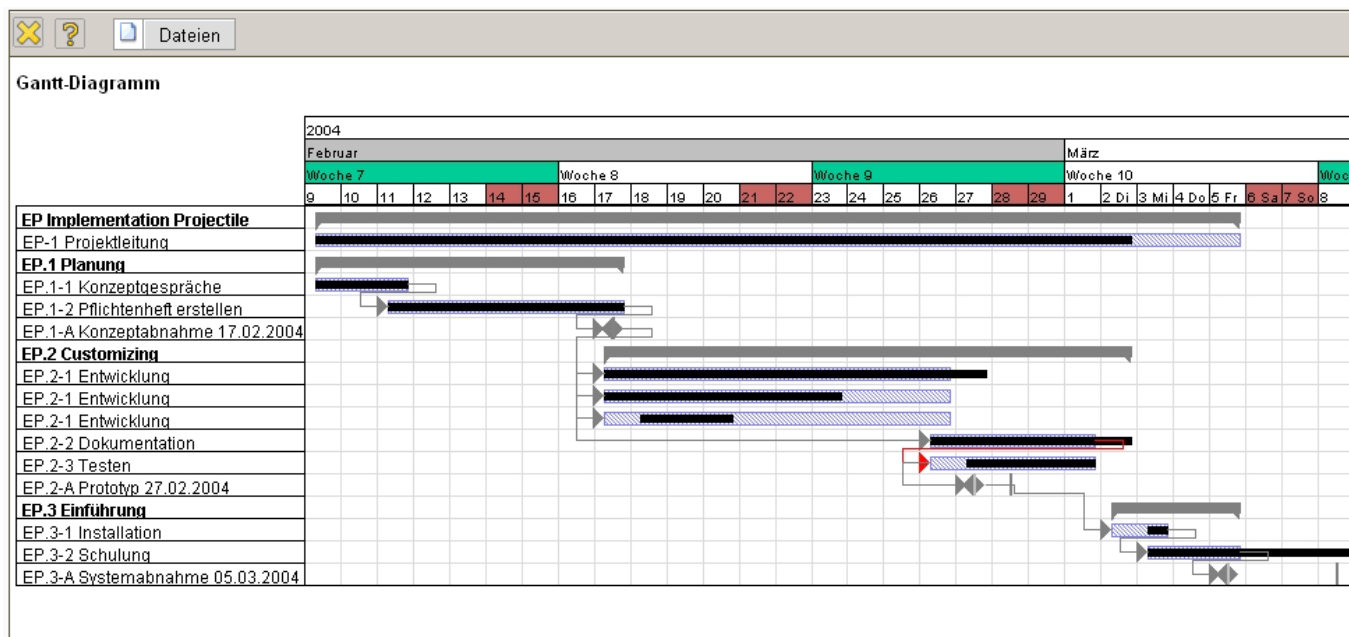 Dateien
Gantt-Diagramm
2004
Februar März
Woche 7 Woche 8 Woche 9 Woche 10 Woc
9 10 11 12 13 14 15 16 17 18 19 20 21 22 23 24 25 26 27 28 29 1 2 Di 3 Mi 4 Do 5 Fr 6 Sa 7 So 8
EP Implementation Projectile
EP-1 Projektleitung
EP.1 Planung
EP.1-1 Konzeptgespräche
EP.1-2 Pflichtenheft erstellen
EP.1-A Konzeptabnahme 17.02.2004
EP.2 Customizing
EP.2-1 Entwicklung
EP.2-1 Entwicklung
EP.2-1 Entwicklung
EP.2-2 Dokumentation
EP.2-3 Testen
EP.2-A Prototyp 27.02.2004
EP.3 Einführung
EP.3-1 Installation
EP.3-2 Schulung
EP.3-A Systemabnahme 05.03.2004